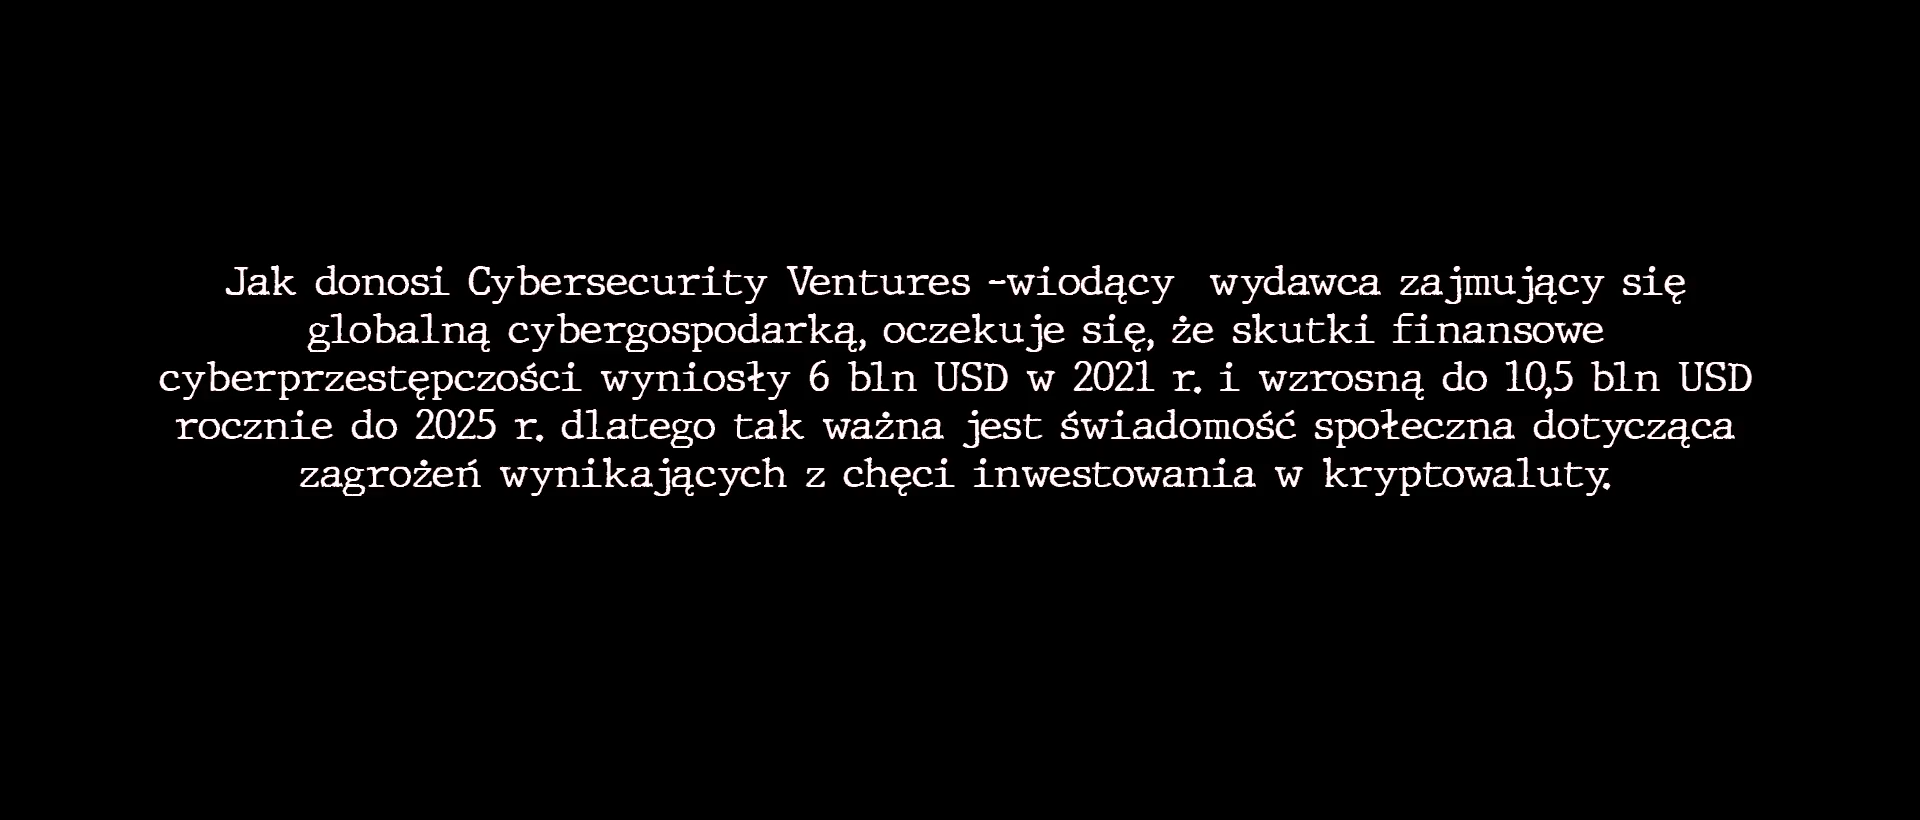 Jak donosi Cybersecurity Ventures -wiodący  wydawca zajmujący się
globalną cybergospodarką, oczekuje się, że skutki finansowe
cyberprzestępczości wyniosły 6 bln USD w 2021 r. i wzrosną do 10,5 bln USD
rocznie do 2025 r. dlatego tak ważna jest świadomość społeczna dotycząca
zagrożeń wynikających z chęci inwestowania w kryptowaluty.